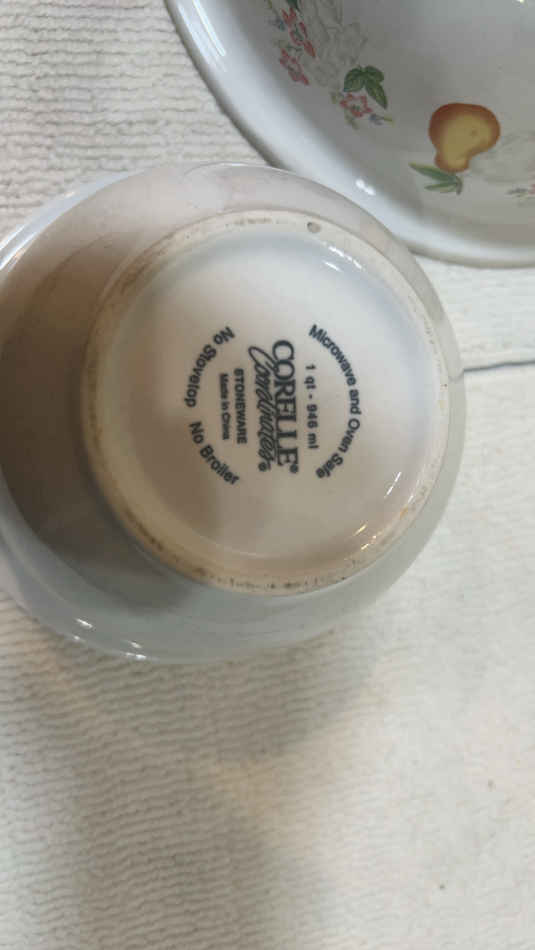 Microwave and Oven Safe
1 qt - 946 ml
CORELLE®
Coordinates®
STONEWARE
Made in China
No Stovetop No Broiler